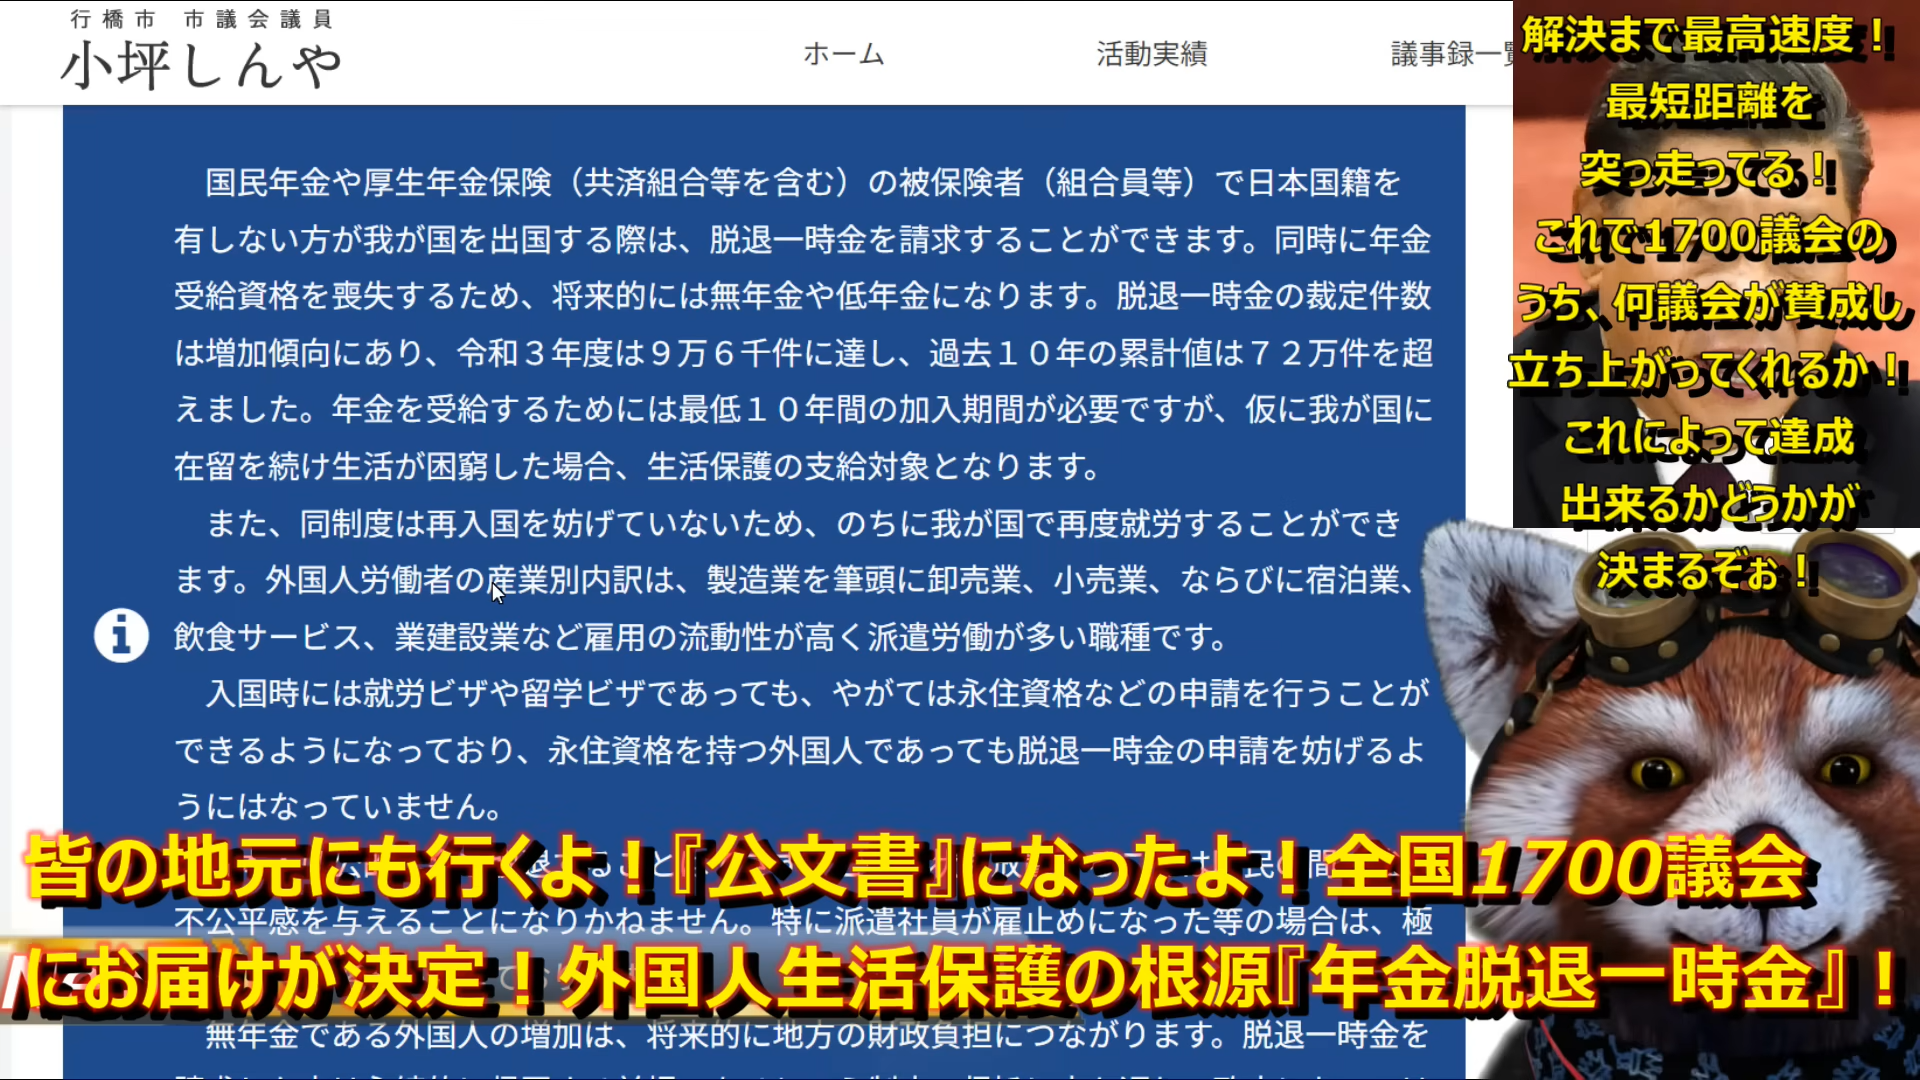 行橋市 市議会議員
小坪しんや
ホーム
活動実績
議事録一覧
国民年金や厚生年金保険（共済組合等を含む）の被保険者（組合員等）で日本国籍を
有しない方が我が国を出国する際は、脱退一時金を請求することができます。同時に年金
受給資格を喪失するため、将来的には無年金や低年金になります。脱退一時金の裁定件数
は増加傾向にあり、令和３年度は９万６千件に達し、過去１０年の累計値は７２万件を超
えました。年金を受給するためには最低１０年間の加入期間が必要ですが、仮に我が国に
在留を続け生活が困窮した場合、生活保護の支給対象となります。
また、同制度は再入国を妨げていないため、のちに我が国で再度就労することができ
ます。外国人労働者の産業別内訳は、製造業を筆頭に卸売業、小売業、ならびに宿泊業、
飲食サービス、業建設業など雇用の流動性が高く派遣労働が多い職種です。
入国時には就労ビザや留学ビザであっても、やがては永住資格などの申請を行うことが
できるようになっており、永住資格を持つ外国人であっても脱退一時金の申請を妨げるよ
うにはなっていません。
不公平感を与えることになりかねません。特に派遣社員が雇止めになった等の場合は、極
無年金である外国人の増加は、将来的に地方の財政負担につながります。脱退一時金を
解決まで最高速度！
最短距離を
突っ走ってる！
これで1700議会の
うち、何議会が賛成し
立ち上がってくれるか！
これによって達成
出来るかどうかが
決まるぞぉ！
皆の地元にも行くよ！『公文書』になったよ！全国1700議会
にお届けが決定！外国人生活保護の根源『年金脱退一時金』！